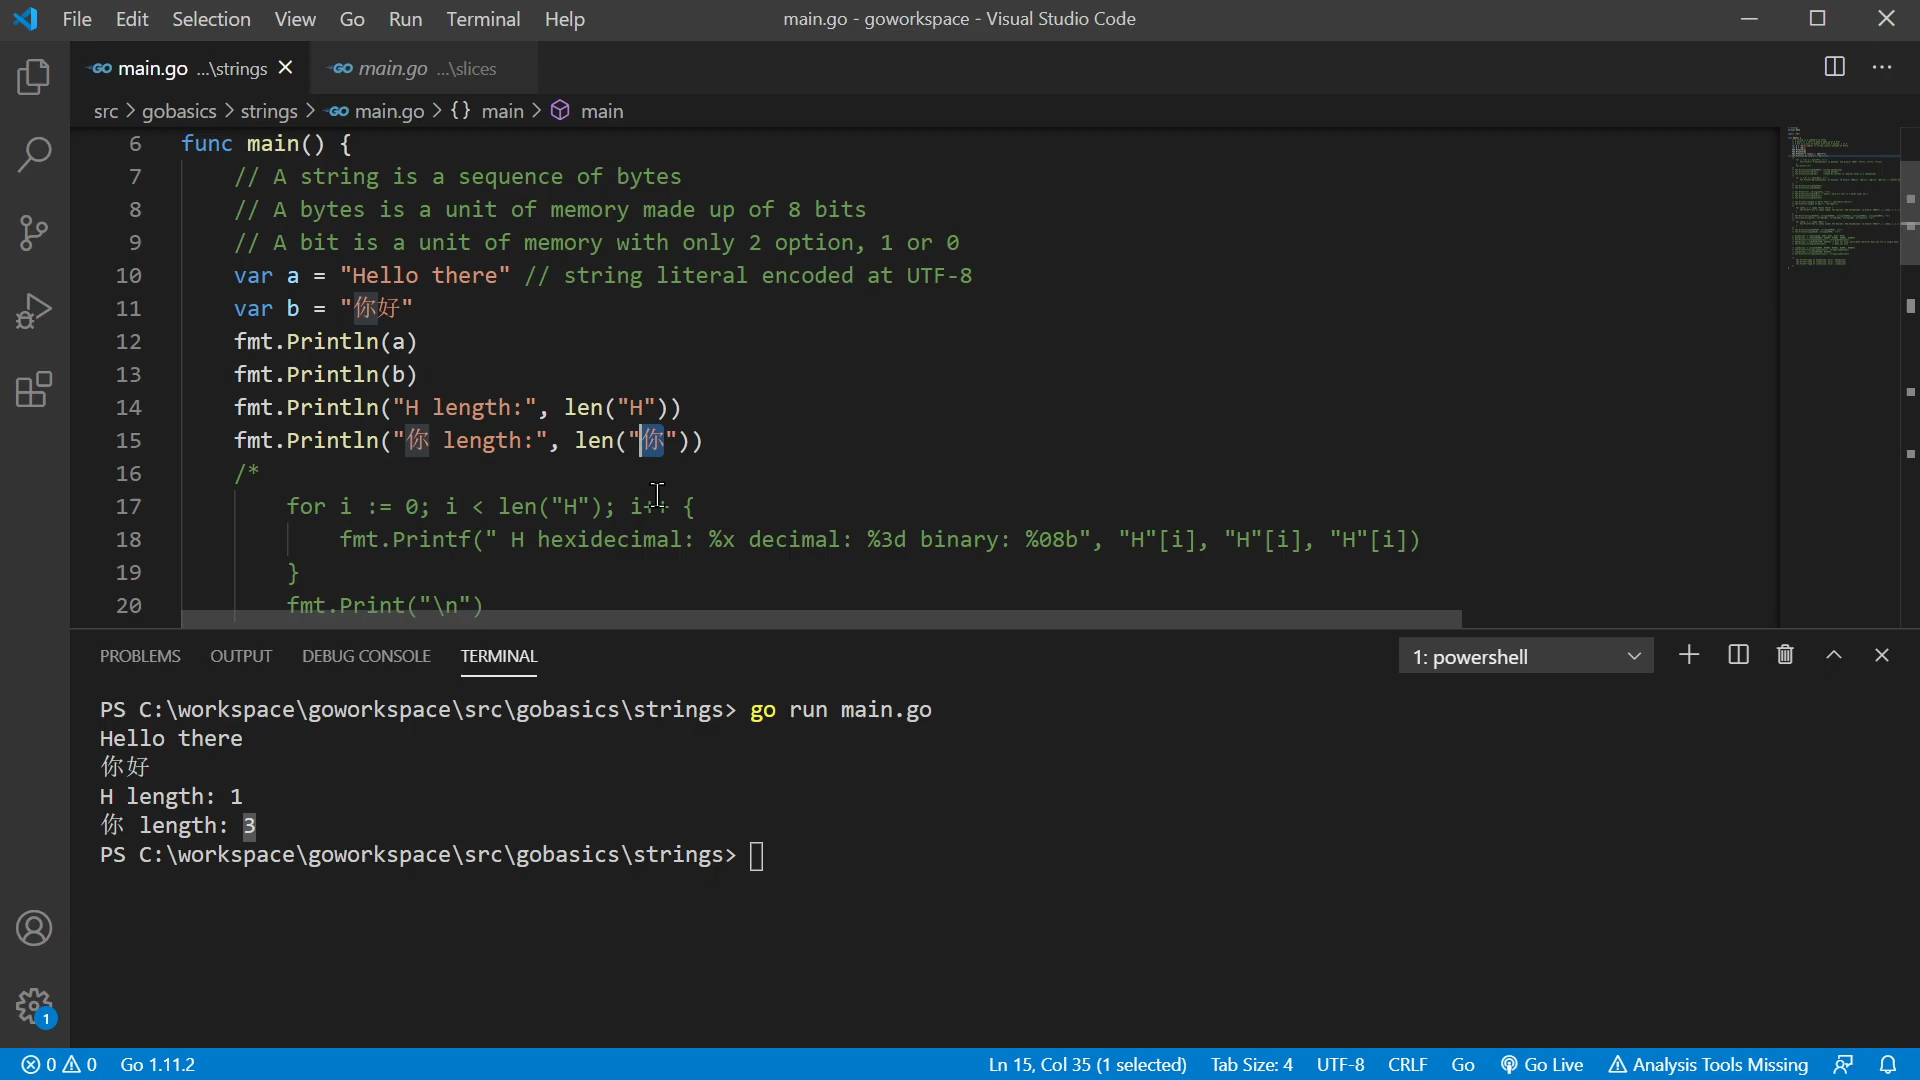 File Edit Selection View Go Run Terminal Help
main.go - goworkspace - Visual Studio Code
GO main.go ...\strings
GO main.go ...\slices
src > gobasics > strings > GO main.go > {} main > main
6 func main() {
7 // A string is a sequence of bytes
8 // A bytes is a unit of memory made up of 8 bits
9 // A bit is a unit of memory with only 2 option, 1 or 0
10 var a = "Hello there" // string literal encoded at UTF-8
11 var b = "你好"
12 fmt.Println(a)
13 fmt.Println(b)
14 fmt.Println("H length:", len("H"))
15 fmt.Println("你 length:", len("你"))
16 /*
17 for i := 0; i < len("H"); i++ {
18 fmt.Printf(" H hexidecimal: %x decimal: %3d binary: %08b", "H"[i], "H"[i], "H"[i])
19 }
20 fmt.Print("\n")
PROBLEMS OUTPUT DEBUG CONSOLE TERMINAL
1: powershell
PS C:\workspace\goworkspace\src\gobasics\strings> go run main.go
Hello there
你好
H length: 1
你 length: 3
PS C:\workspace\goworkspace\src\gobasics\strings>
1
0 0 Go 1.11.2
Ln 15, Col 35 (1 selected) Tab Size: 4 UTF-8 CRLF Go Go Live Analysis Tools Missing